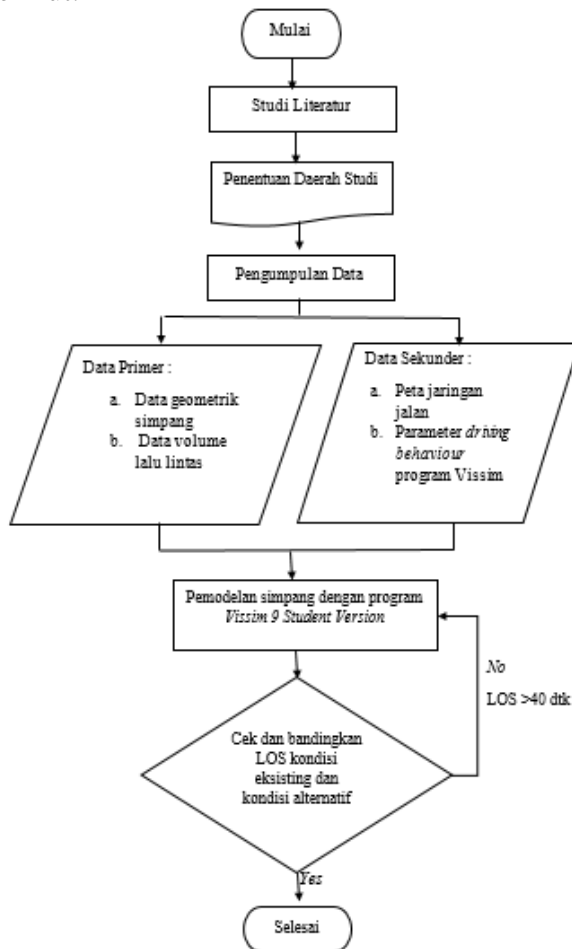 Mulai
Studi Literatur
Penentuan Daerah Studi
Pengumpulan Data
Data Primer :
a. Data geometrik
simpang
b. Data volume
lalu lintas
Data Sekunder :
a. Peta jaringan
jalan
b. Parameter driving
behaviour
program Vissim
Pemodelan simpang dengan program
Vissim 9 Student Version
No
LOS >40 dtk
Cek dan bandingkan
LOS kondisi
eksisting dan
kondisi alternatif
Yes
Selesai